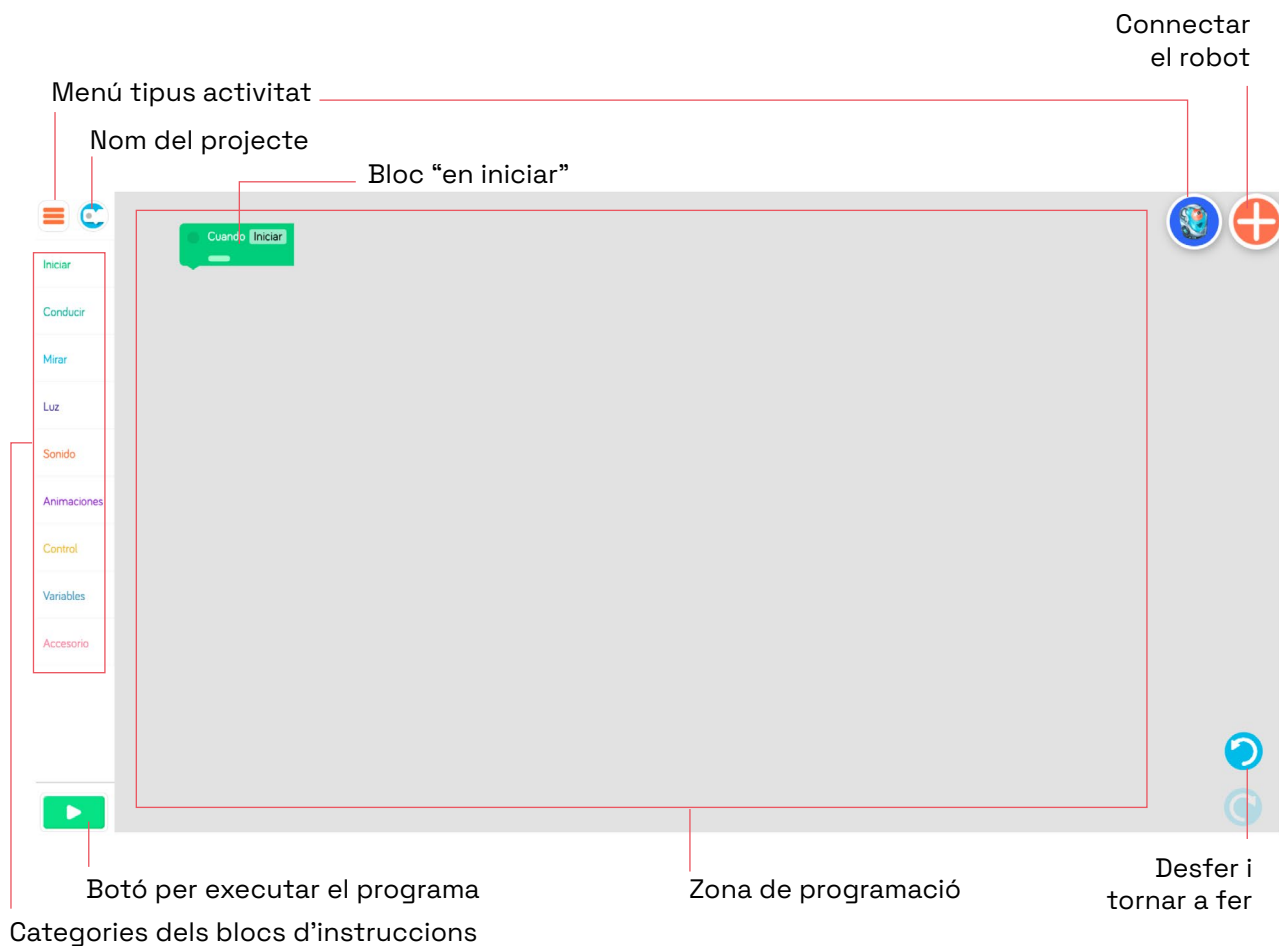 Connectar
el robot
Menú tipus activitat
Nom del projecte
Bloc “en iniciar”
Cuando Iniciar
Iniciar
Conducir
Mirar
Luz
Sonido
Animaciones
Control
Variables
Accesorio
Desfer i
tornar a fer
Botó per executar el programa
Zona de programació
Categories dels blocs d’instruccions